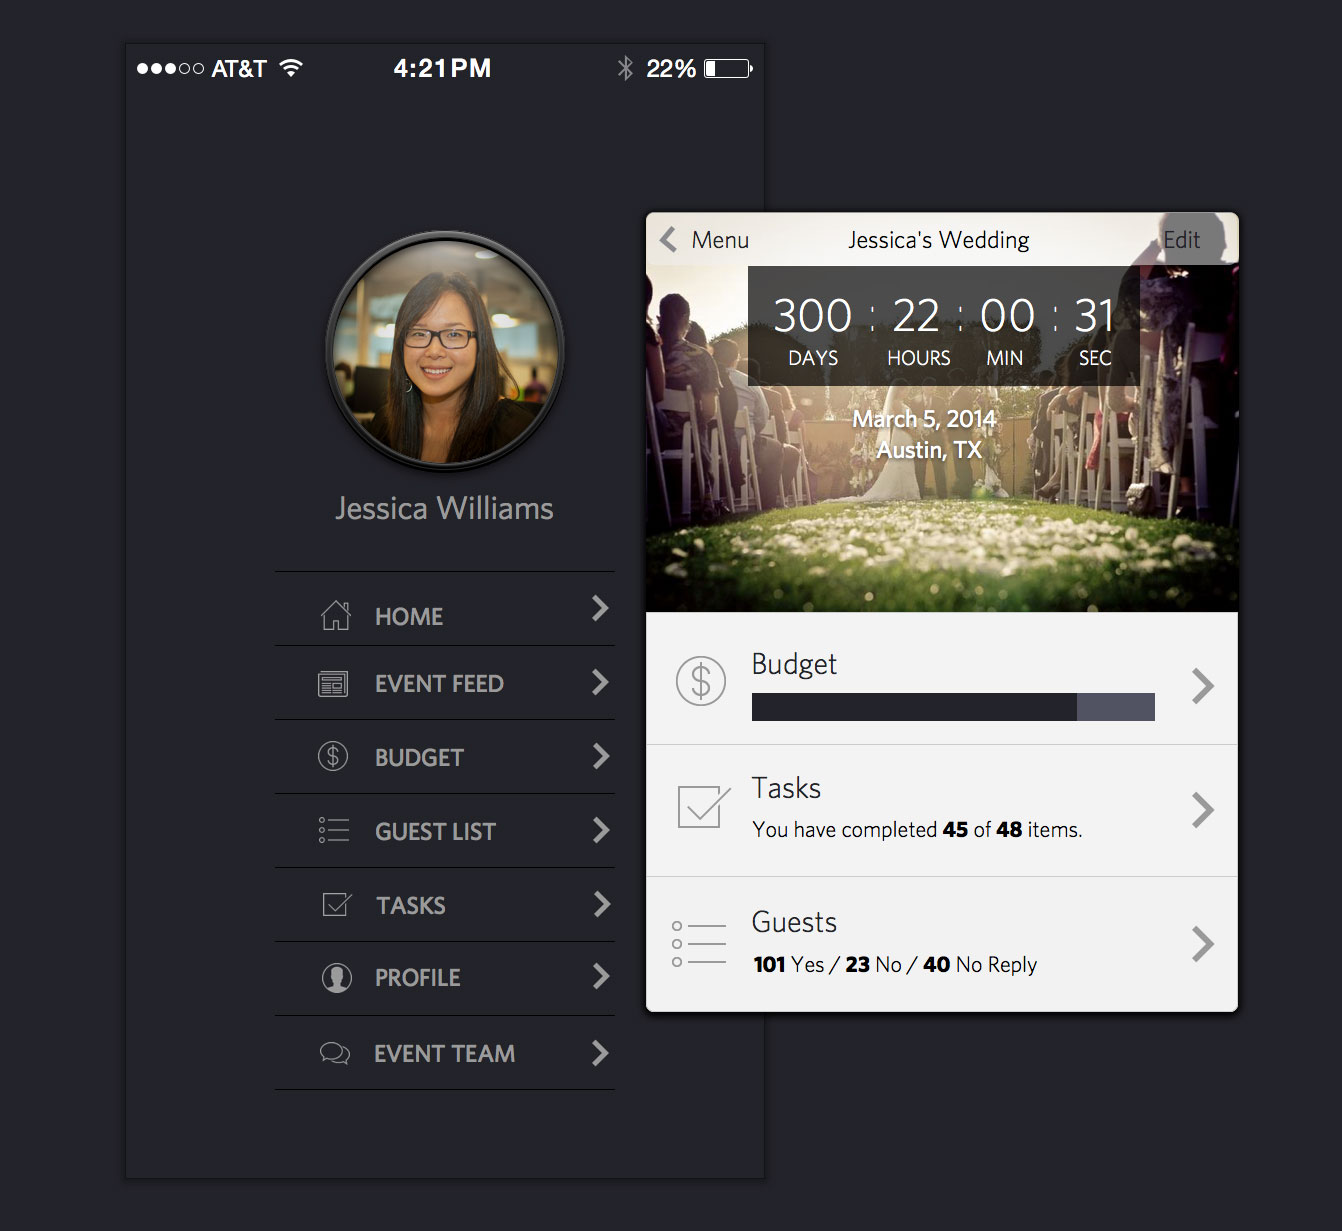 AT&T 4:21PM 22%
Jessica Williams
HOME
EVENT FEED
BUDGET
GUEST LIST
TASKS
PROFILE
EVENT TEAM
Menu Jessica's Wedding Edit
300 : 22 : 00 : 31
DAYS HOURS MIN SEC
March 5, 2014
Austin, TX
Budget
Tasks
You have completed 45 of 48 items.
Guests
101 Yes / 23 No / 40 No Reply